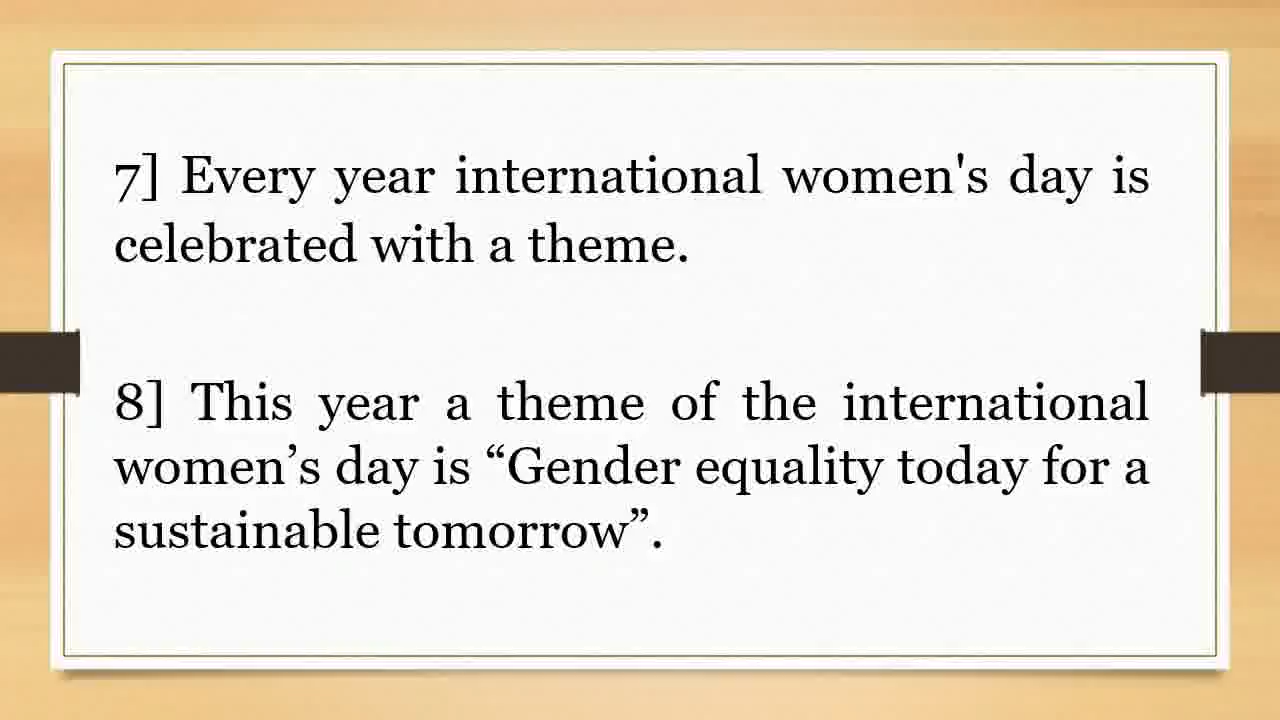 7] Every year international women's day is
celebrated with a theme.
8] This year a theme of the international
women’s day is “Gender equality today for a
sustainable tomorrow”.